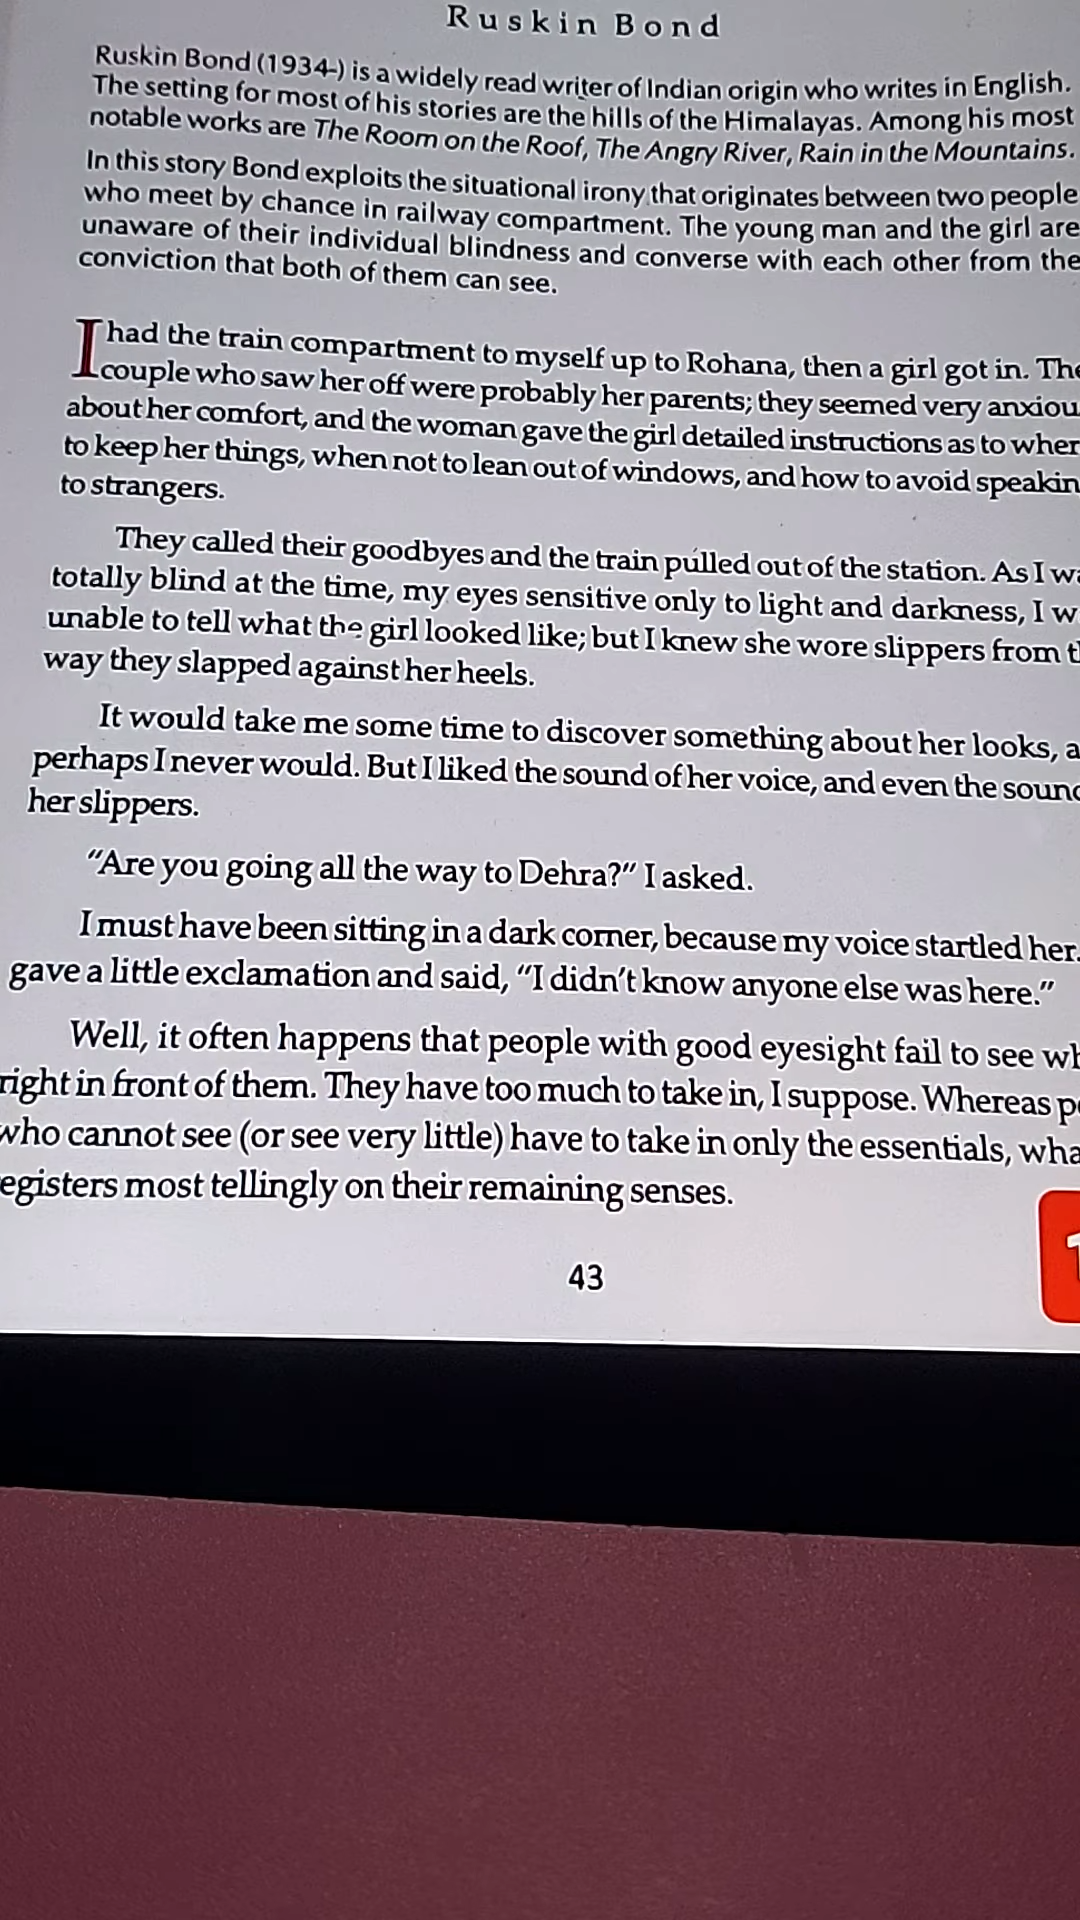 Ruskin Bond
Ruskin Bond (1934-) is a widely read writer of Indian origin who writes in English.
The setting for most of his stories are the hills of the Himalayas. Among his most
notable works are The Room on the Roof, The Angry River, Rain in the Mountains.
In this story Bond exploits the situational irony that originates between two people
who meet by chance in railway compartment. The young man and the girl are
unaware of their individual blindness and converse with each other from the
conviction that both of them can see.
I had the train compartment to myself up to Rohana, then a girl got in. The
couple who saw her off were probably her parents; they seemed very anxiou
about her comfort, and the woman gave the girl detailed instructions as to wher
to keep her things, when not to lean out of windows, and how to avoid speakin
to strangers.
They called their goodbyes and the train pulled out of the station. As I wa
totally blind at the time, my eyes sensitive only to light and darkness, I w
unable to tell what the girl looked like; but I knew she wore slippers from t
way they slapped against her heels.
It would take me some time to discover something about her looks, a
perhaps I never would. But I liked the sound of her voice, and even the soun
her slippers.
"Are you going all the way to Dehra?" I asked.
I must have been sitting in a dark corner, because my voice startled her.
gave a little exclamation and said, "I didn't know anyone else was here."
Well, it often happens that people with good eyesight fail to see wh
right in front of them. They have too much to take in, I suppose. Whereas p
who cannot see (or see very little) have to take in only the essentials, wha
egisters most tellingly on their remaining senses.
43